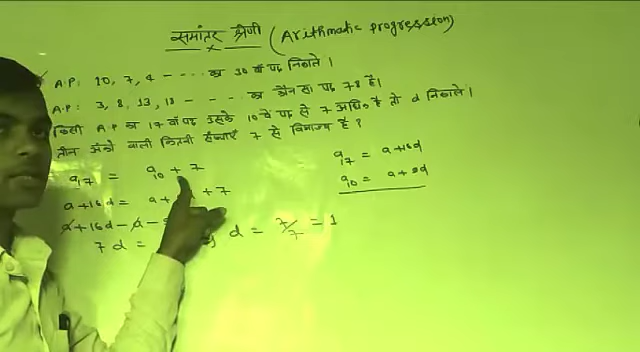 समांतर श्रेणी (Arithmatic progression)
A.P: 10, 7, 4 - - - - का 30 वाँ पद निकाले।
A.P: 3, 8, 13, 18 - - - - का कौन सा पद 78 है।
किसी A.P का 17 वाँ पद उसके 10 वें पद से 7 अधिक है तो d निकाले।
तीन अंको वाली कितनी संख्याएँ 7 से विभाज्य है?
a₁₇ = a₁₀ + 7
a₁₇ = a+16d
a+16d = a+ +7
a₁₀ = a+9d
a+16d-a-
7d =
d = 7/7 = 1